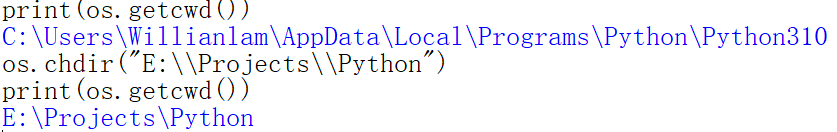 print(os.getcwd())
C:\Users\Willianlam\AppData\Local\Programs\Python\Python310
os.chdir("E:\\Projects\\Python")
print(os.getcwd())
E:\Projects\Python